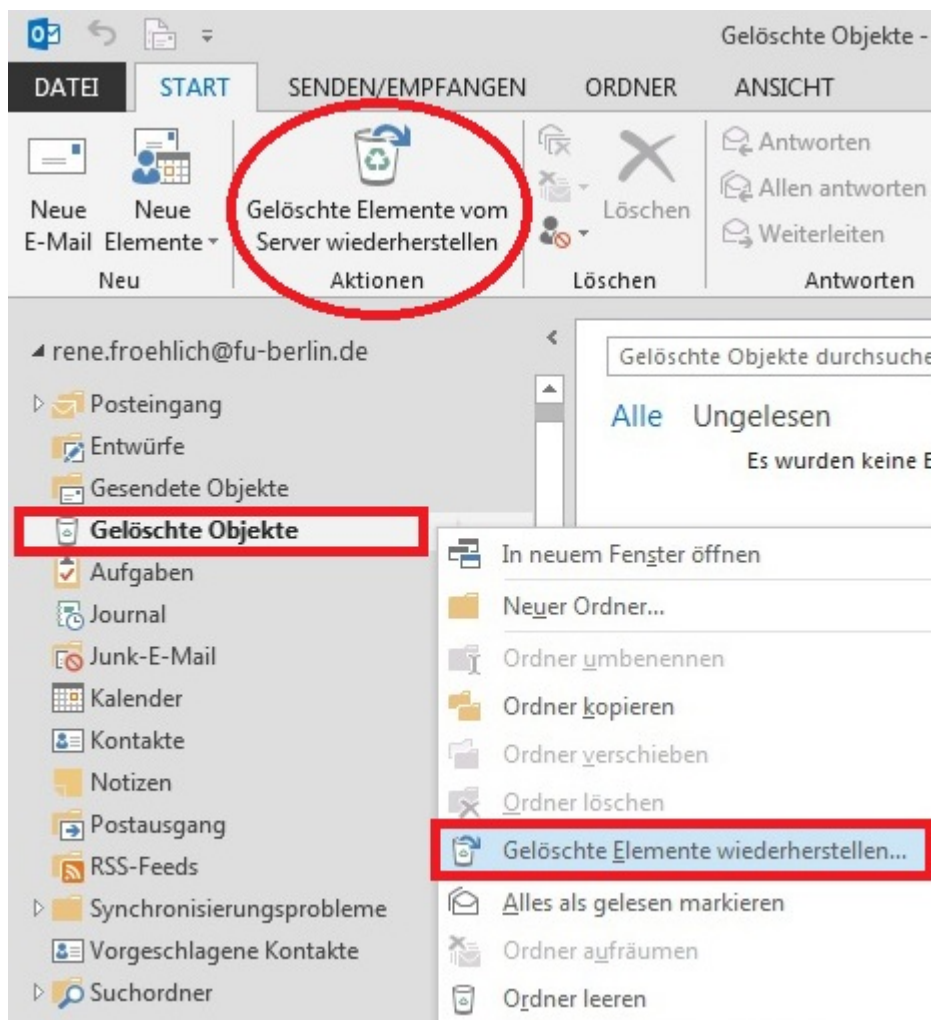 Gelöschte Objekte -
DATEI START SENDEN/EMPFANGEN ORDNER ANSICHT
Neue E-Mail
Neue Elemente
Neu
Gelöschte Elemente vom
Server wiederherstellen
Aktionen
Löschen
Löschen
Antworten
Allen antworten
Weiterleiten
Antworten
rene.froehlich@fu-berlin.de
Posteingang
Entwürfe
Gesendete Objekte
Gelöschte Objekte
Aufgaben
Journal
Junk-E-Mail
Kalender
Kontakte
Notizen
Postausgang
RSS-Feeds
Synchronisierungsprobleme
Vorgeschlagene Kontakte
Suchordner
Gelöschte Objekte durchsuche
Alle Ungelesen
Es wurden keine E
In neuem Fenster öffnen
Neuer Ordner...
Ordner umbenennen
Ordner kopieren
Ordner verschieben
Ordner löschen
Gelöschte Elemente wiederherstellen...
Alles als gelesen markieren
Ordner aufräumen
Ordner leeren